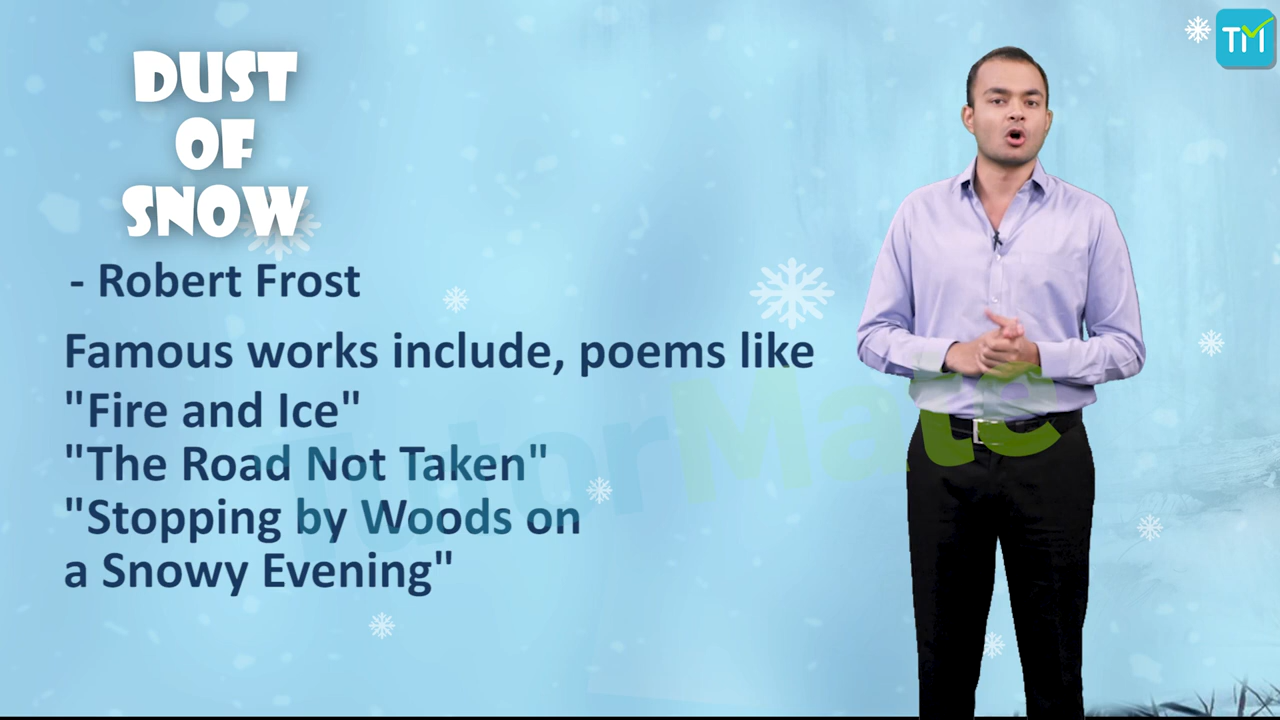 DUST
OF
SNOW
- Robert Frost
Famous works include, poems like
"Fire and Ice"
"The Road Not Taken"
"Stopping by Woods on
a Snowy Evening"
TutorMate
TM